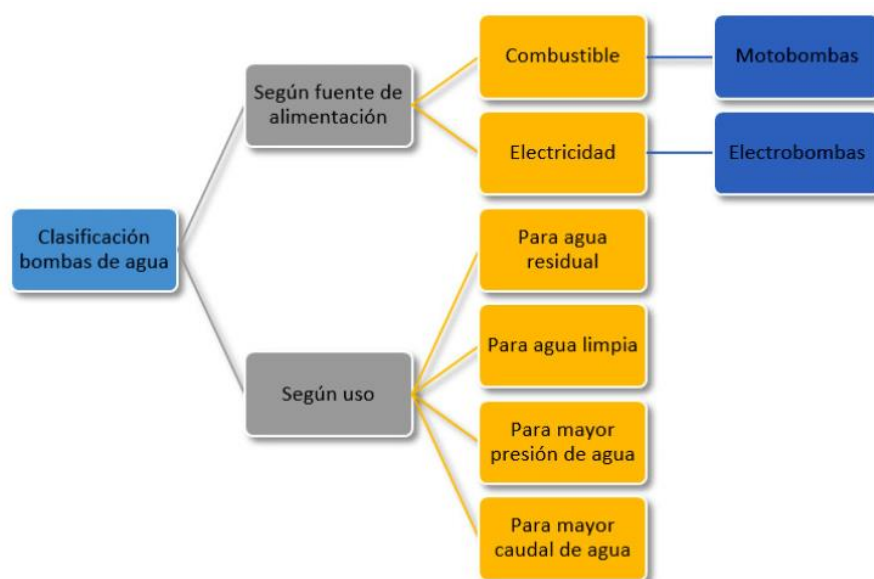 Clasificación
bombas de agua
Según fuente de
alimentación
Combustible
Motobombas
Electricidad
Electrobombas
Según uso
Para agua
residual
Para agua limpia
Para mayor
presión de agua
Para mayor
caudal de agua